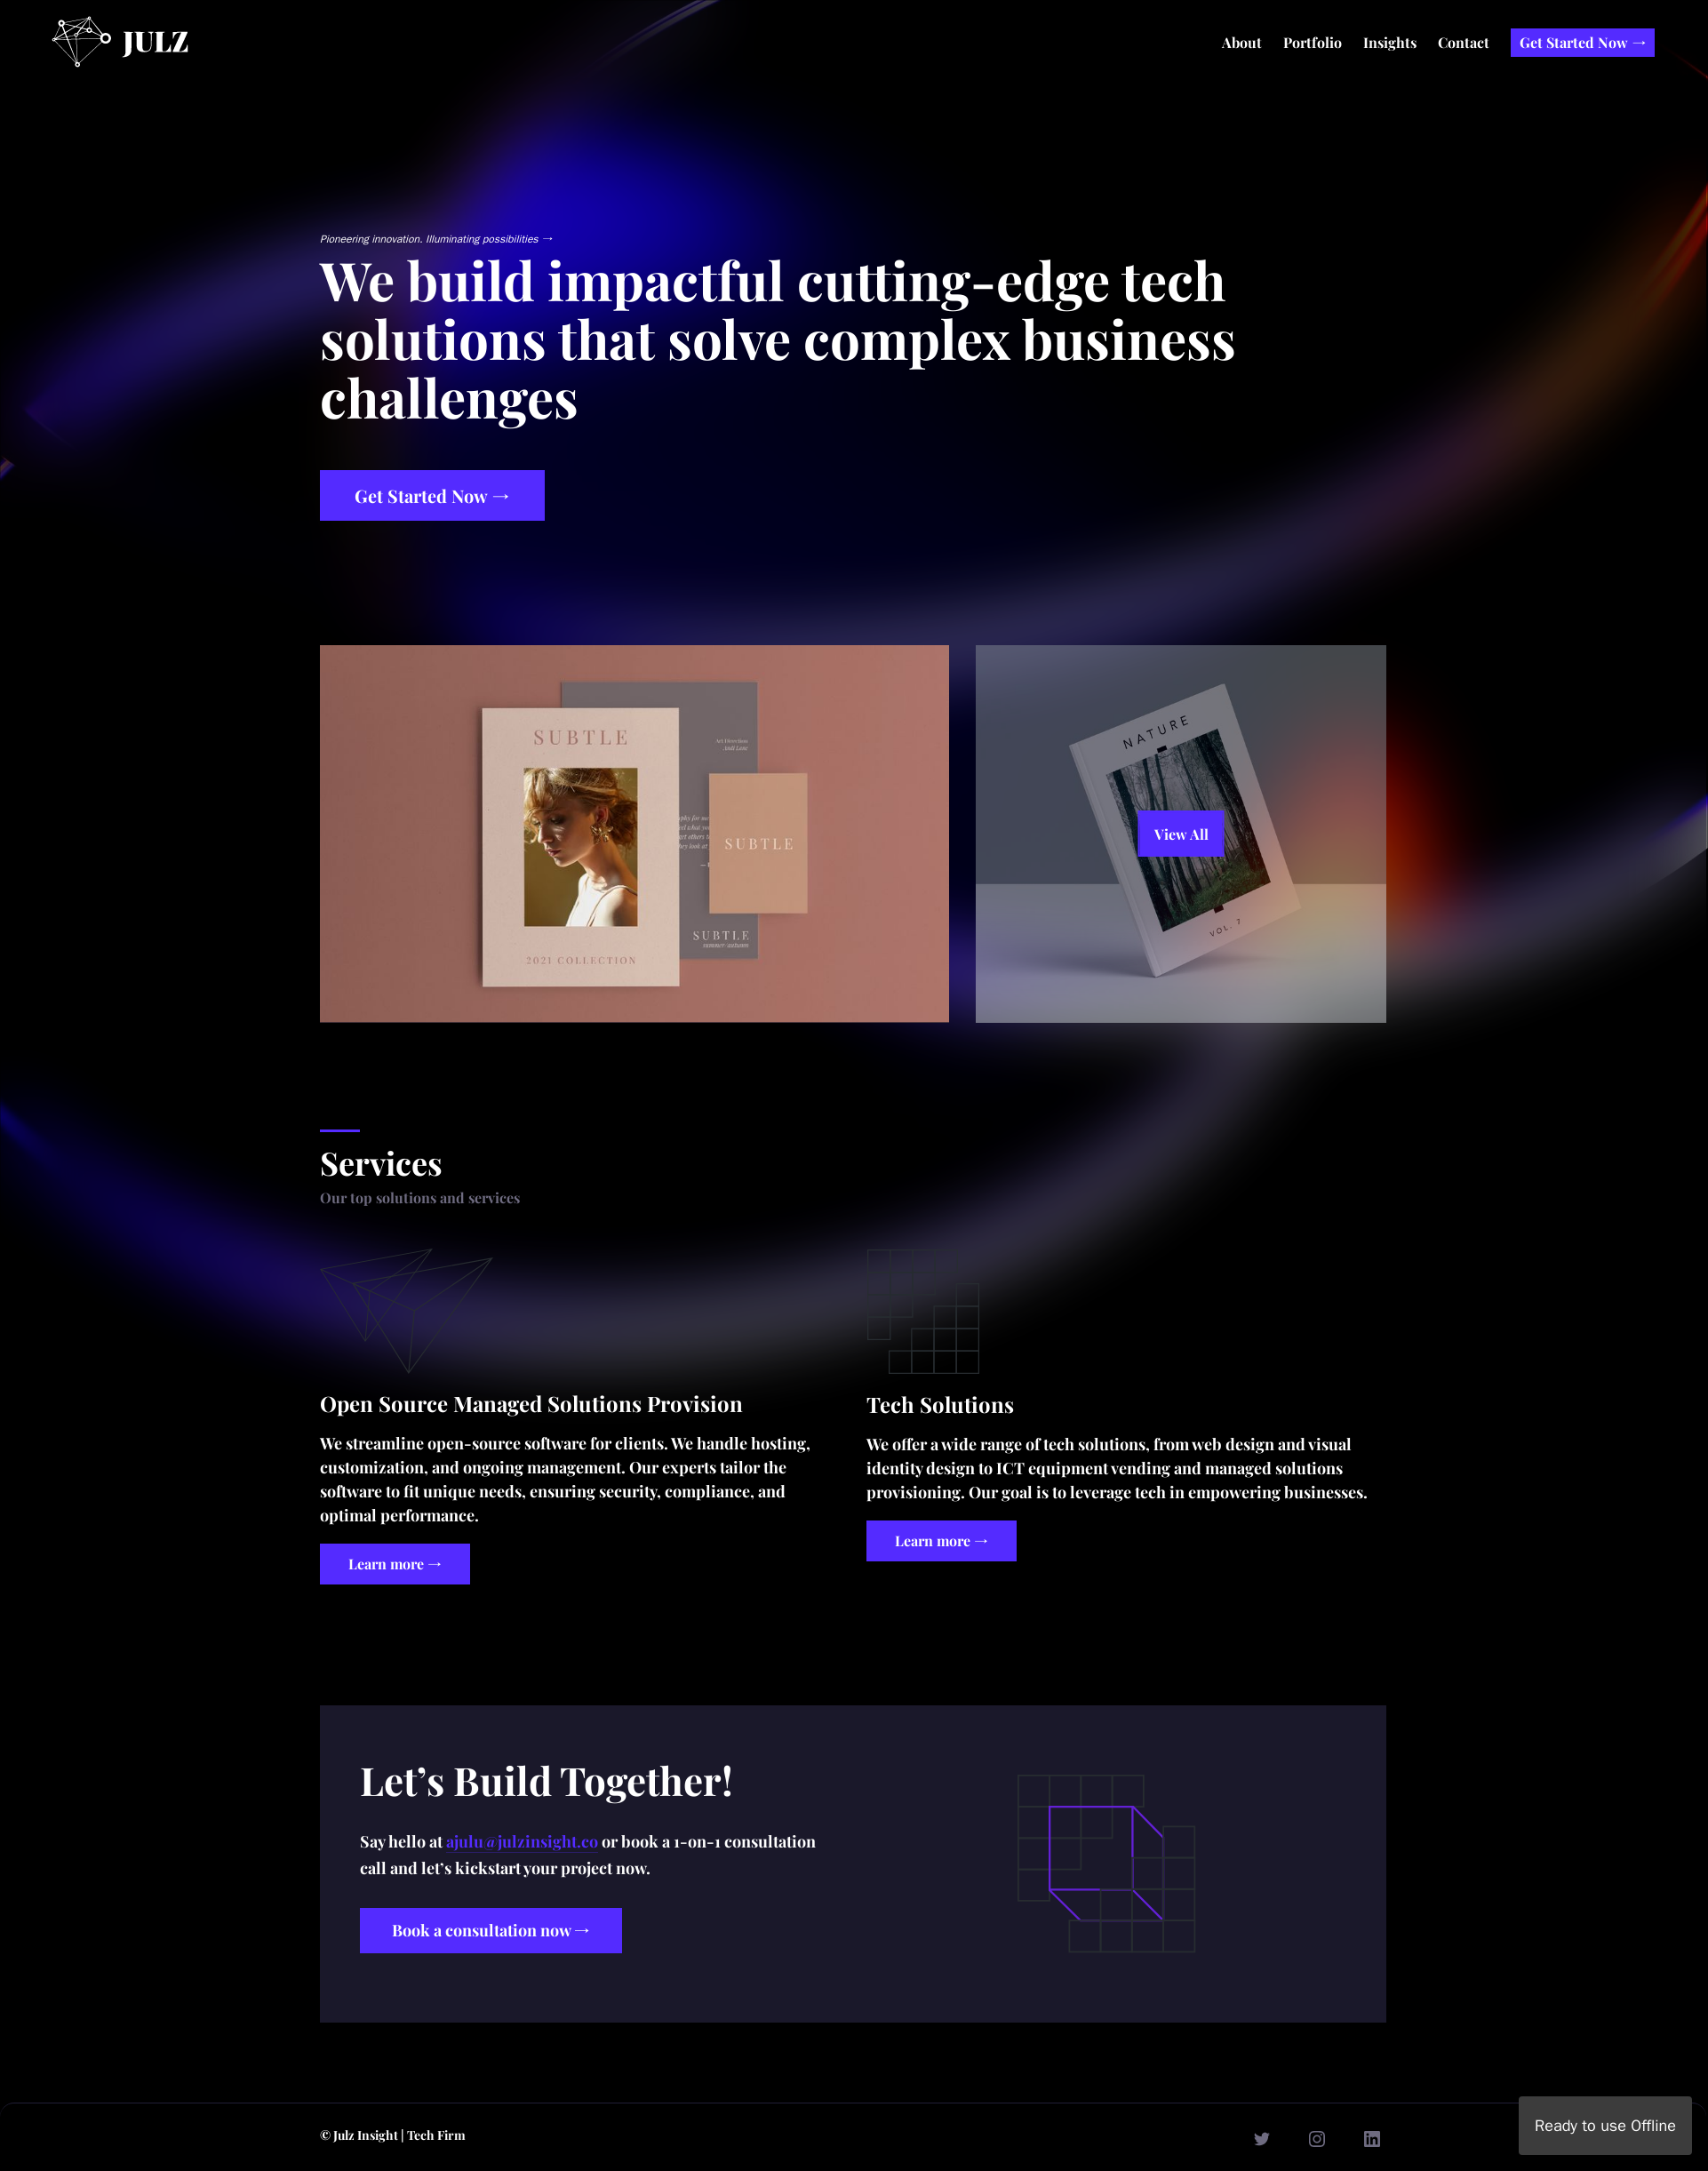 JULZ
About Portfolio Insights Contact Get Started Now →
Pioneering innovation. Illuminating possibilities →
We build impactful cutting-edge tech
solutions that solve complex business
challenges
Get Started Now →
SUBTLE
2021 COLLECTION
Art Direction
SUBTLE
SUBTLE
summer/autumn
NATURE
View All
VOL. 7
Services
Our top solutions and services
Open Source Managed Solutions Provision
We streamline open-source software for clients. We handle hosting,
customization, and ongoing management. Our experts tailor the
software to fit unique needs, ensuring security, compliance, and
optimal performance.
Learn more →
Tech Solutions
We offer a wide range of tech solutions, from web design and visual
identity design to ICT equipment vending and managed solutions
provisioning. Our goal is to leverage tech in empowering businesses.
Learn more →
Let’s Build Together!
Say hello at ajulu@julzinsight.co or book a 1-on-1 consultation
call and let’s kickstart your project now.
Book a consultation now →
© Julz Insight | Tech Firm
Ready to use Offline